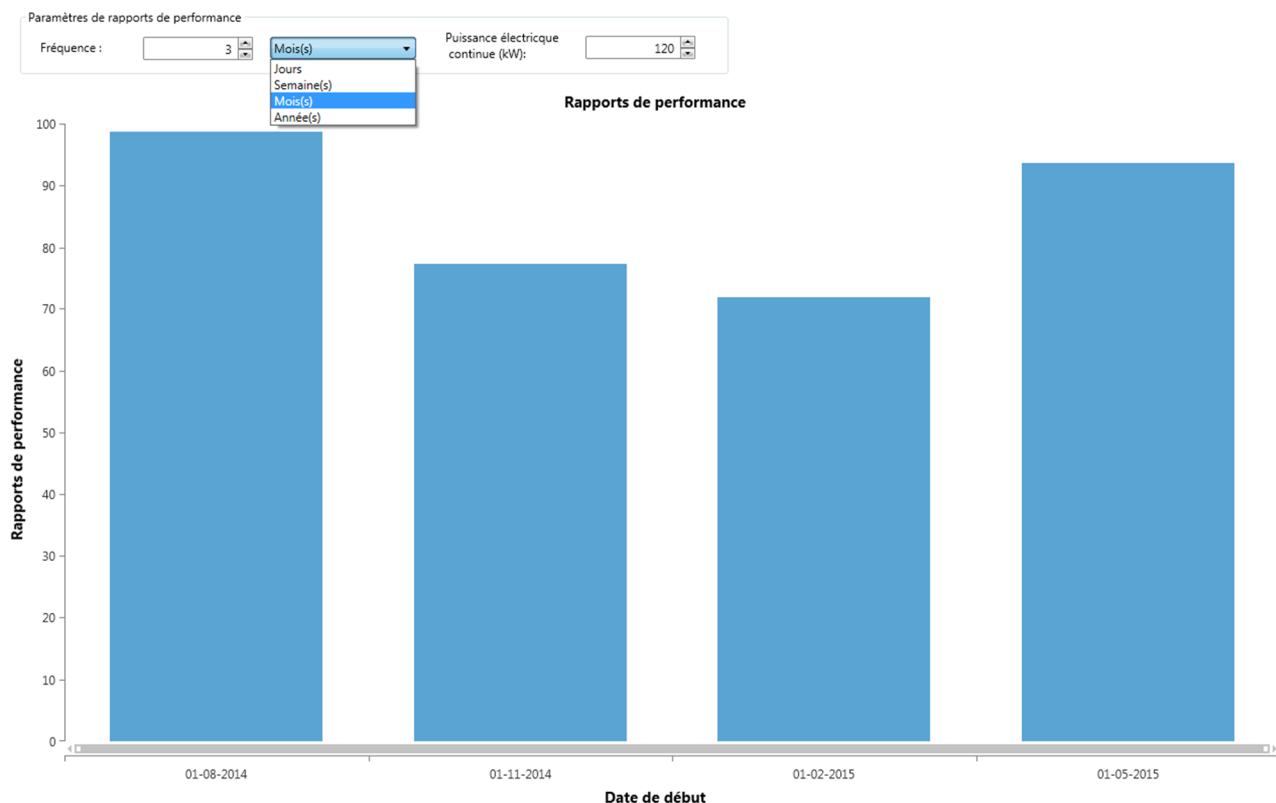 Paramètres de rapports de performance
Fréquence :
3
Mois(s)
Puissance électricque
continue (kW):
120
Jours
Semaine(s)
Mois(s)
Année(s)
Rapports de performance
100
90
80
70
60
50
40
30
20
10
0
Rapports de performance
01-08-2014
01-11-2014
01-02-2015
01-05-2015
Date de début